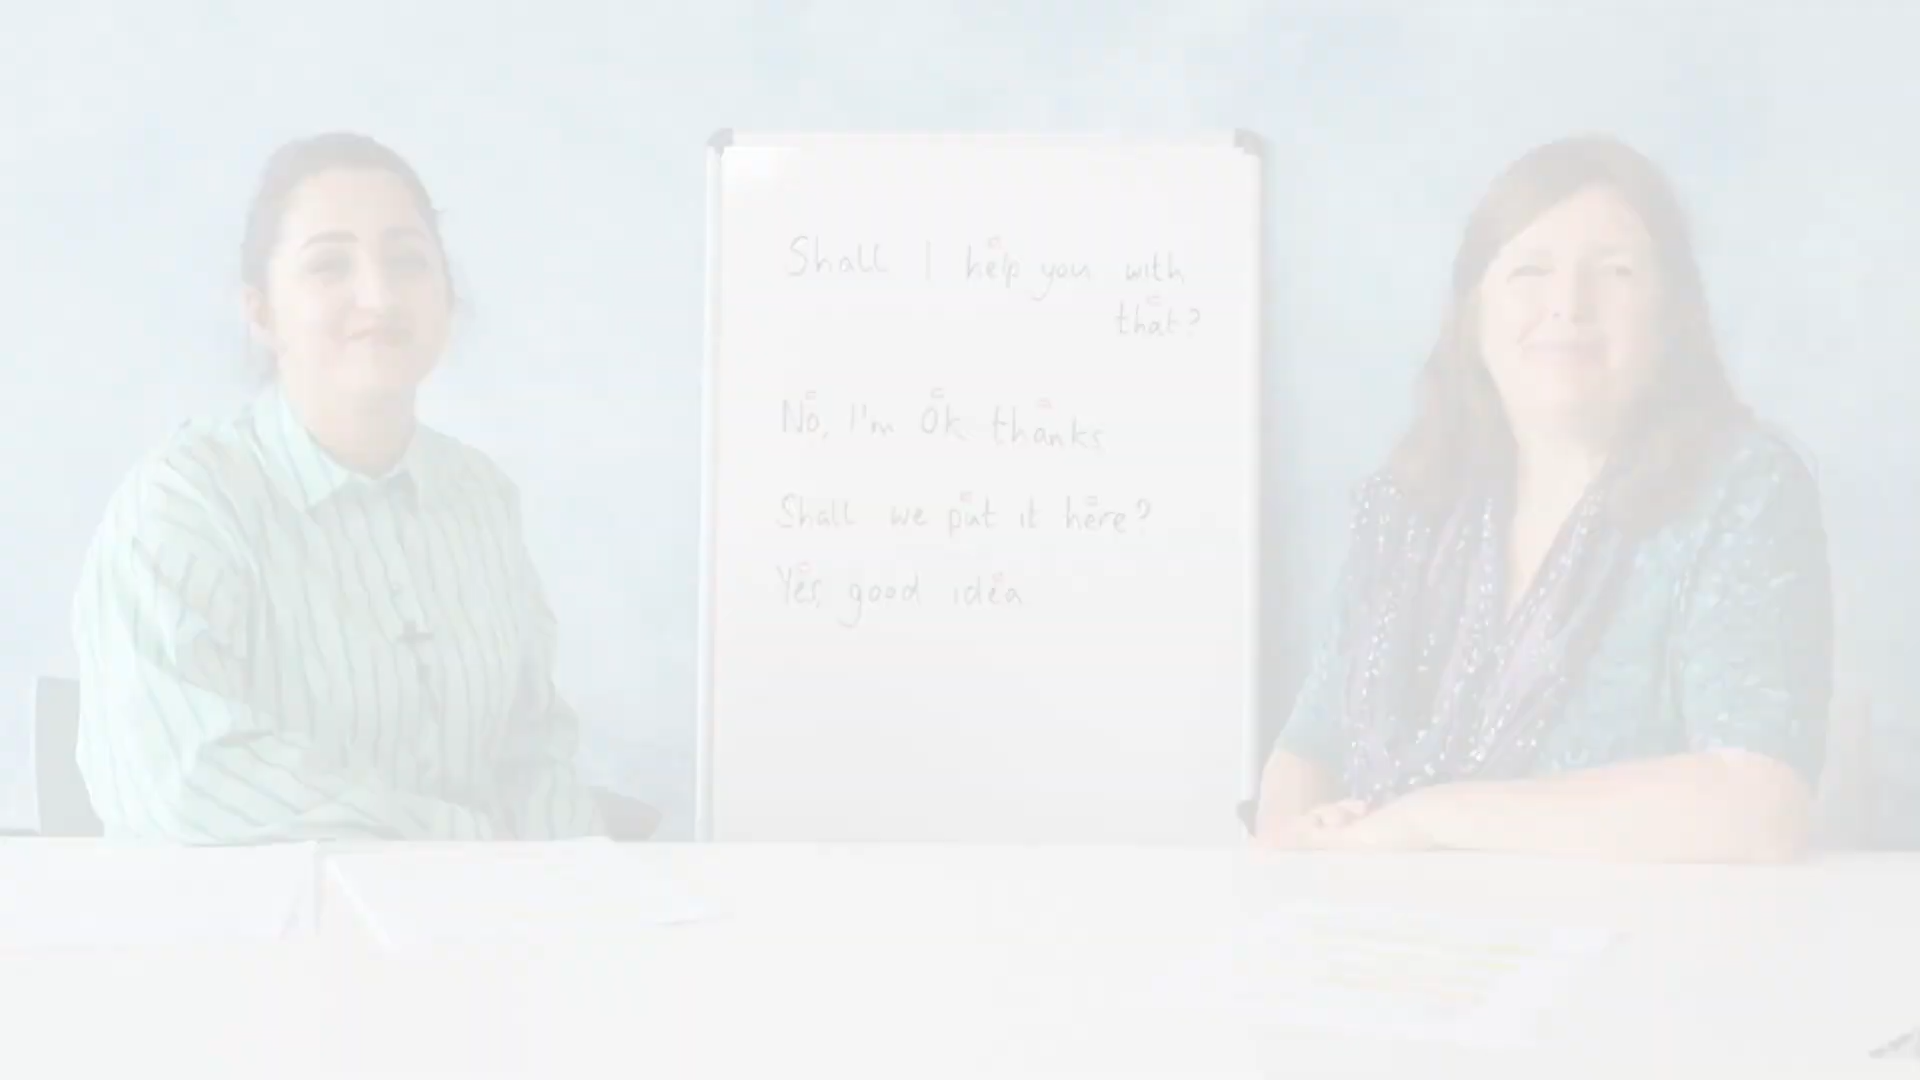 Shall I help you with
that?
No, I'm Ok thanks
Shall we put it here?
Yes, good idea